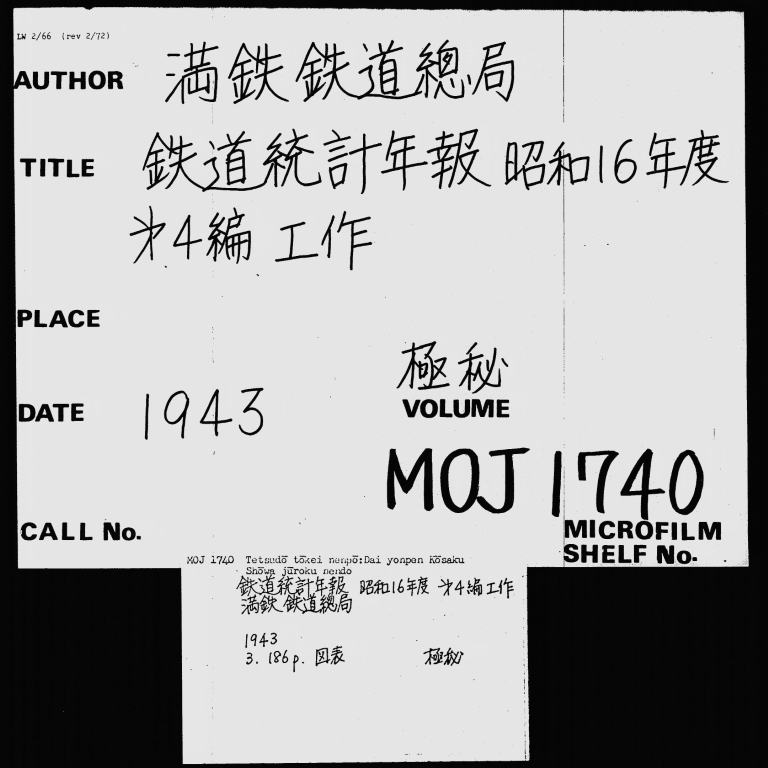 LW 2/66 (rev 2/72)
AUTHOR 満鉄 鉄道總局
TITLE 鉄道統計年報 昭和16年度
㐧4編 工作
PLACE
極秘
DATE 1943 VOLUME
MOJ 1740
CALL No. MICROFILM
SHELF No.
MOJ 1740 Tetsudō tōkei nenpō:Dai yonpen Kōsaku
Shōwa jūroku nendo
鉄道統計年報 昭和16年度 㐧4編 工作
満鉄 鉄道總局
1943
3. 186p. 図表 極秘